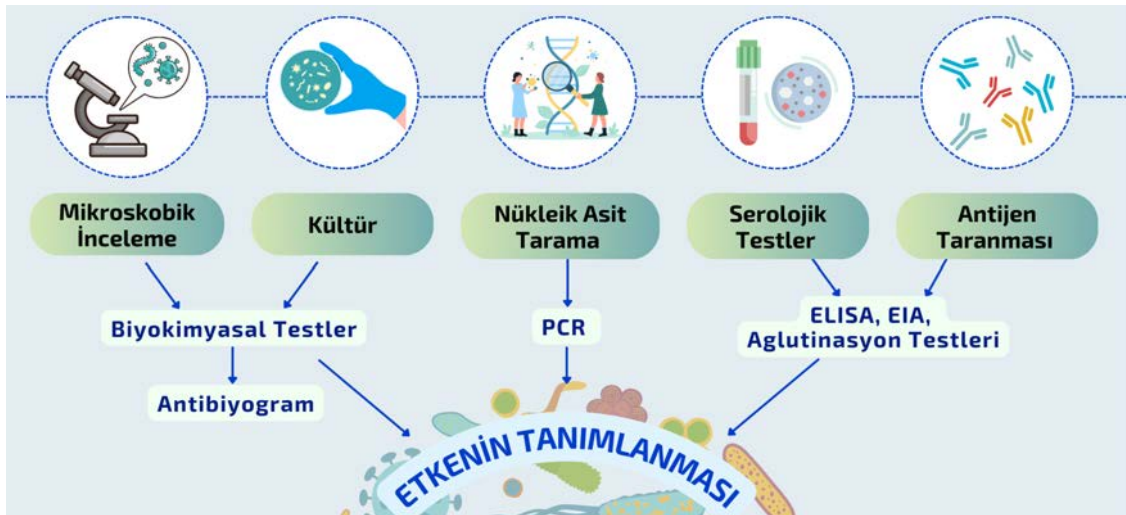 Mikroskobik
İnceleme
Kültür
Nükleik Asit
Tarama
Serolojik
Testler
Antijen
Taranması
Biyokimyasal Testler
PCR
ELISA, EIA,
Aglutinasyon Testleri
Antibiyogram
ETKENİN TANIMLANMASI